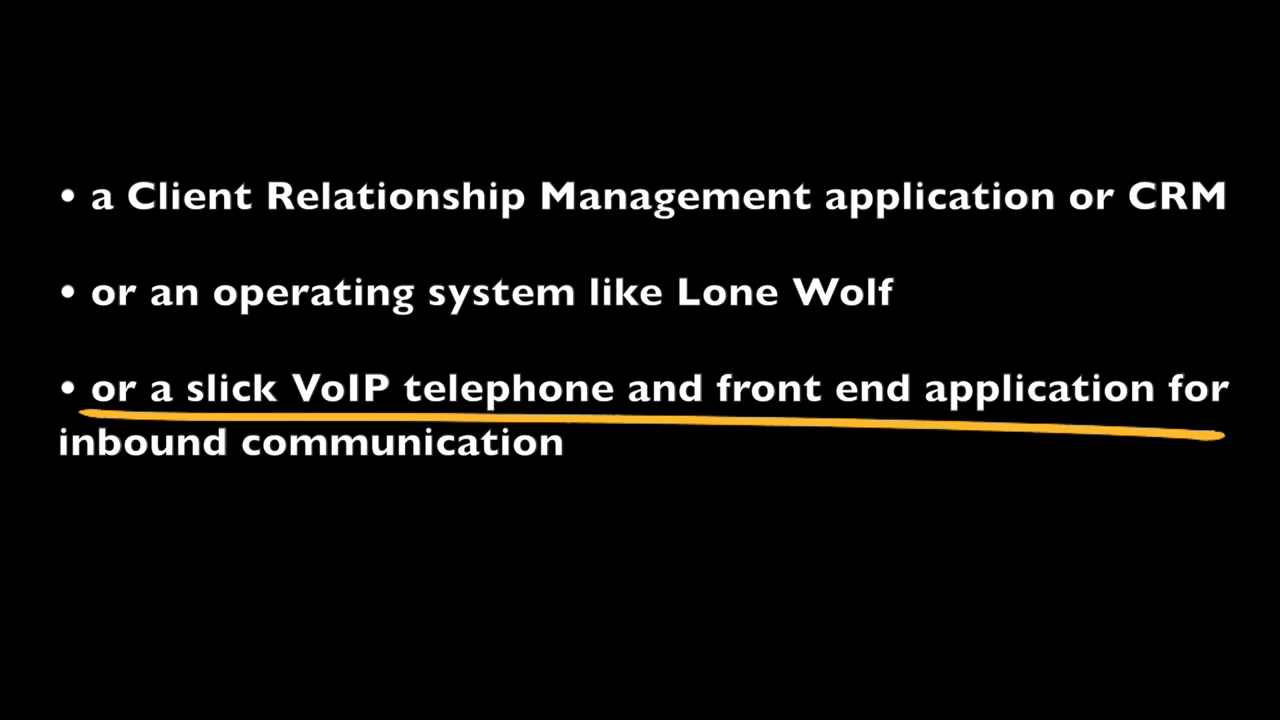 • a Client Relationship Management application or CRM
• or an operating system like Lone Wolf
• or a slick VoIP telephone and front end application for
inbound communication